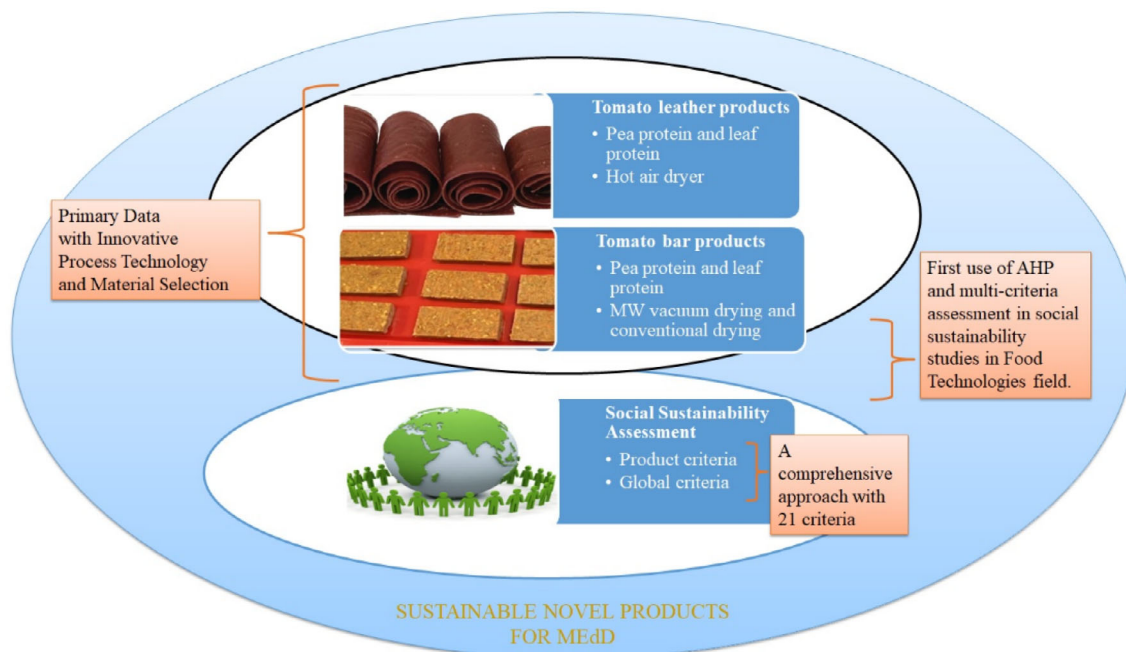 Tomato leather products
• Pea protein and leaf
protein
• Hot air dryer
Primary Data
with Innovative
Process Technology
and Material Selection
Tomato bar products
• Pea protein and leaf
protein
• MW vacuum drying and
conventional drying
First use of AHP
and multi-criteria
assessment in social
sustainability
studies in Food
Technologies field.
Social Sustainability
Assessment
• Product criteria
• Global criteria
A
comprehensive
approach with
21 criteria
SUSTAINABLE NOVEL PRODUCTS
FOR MEdD